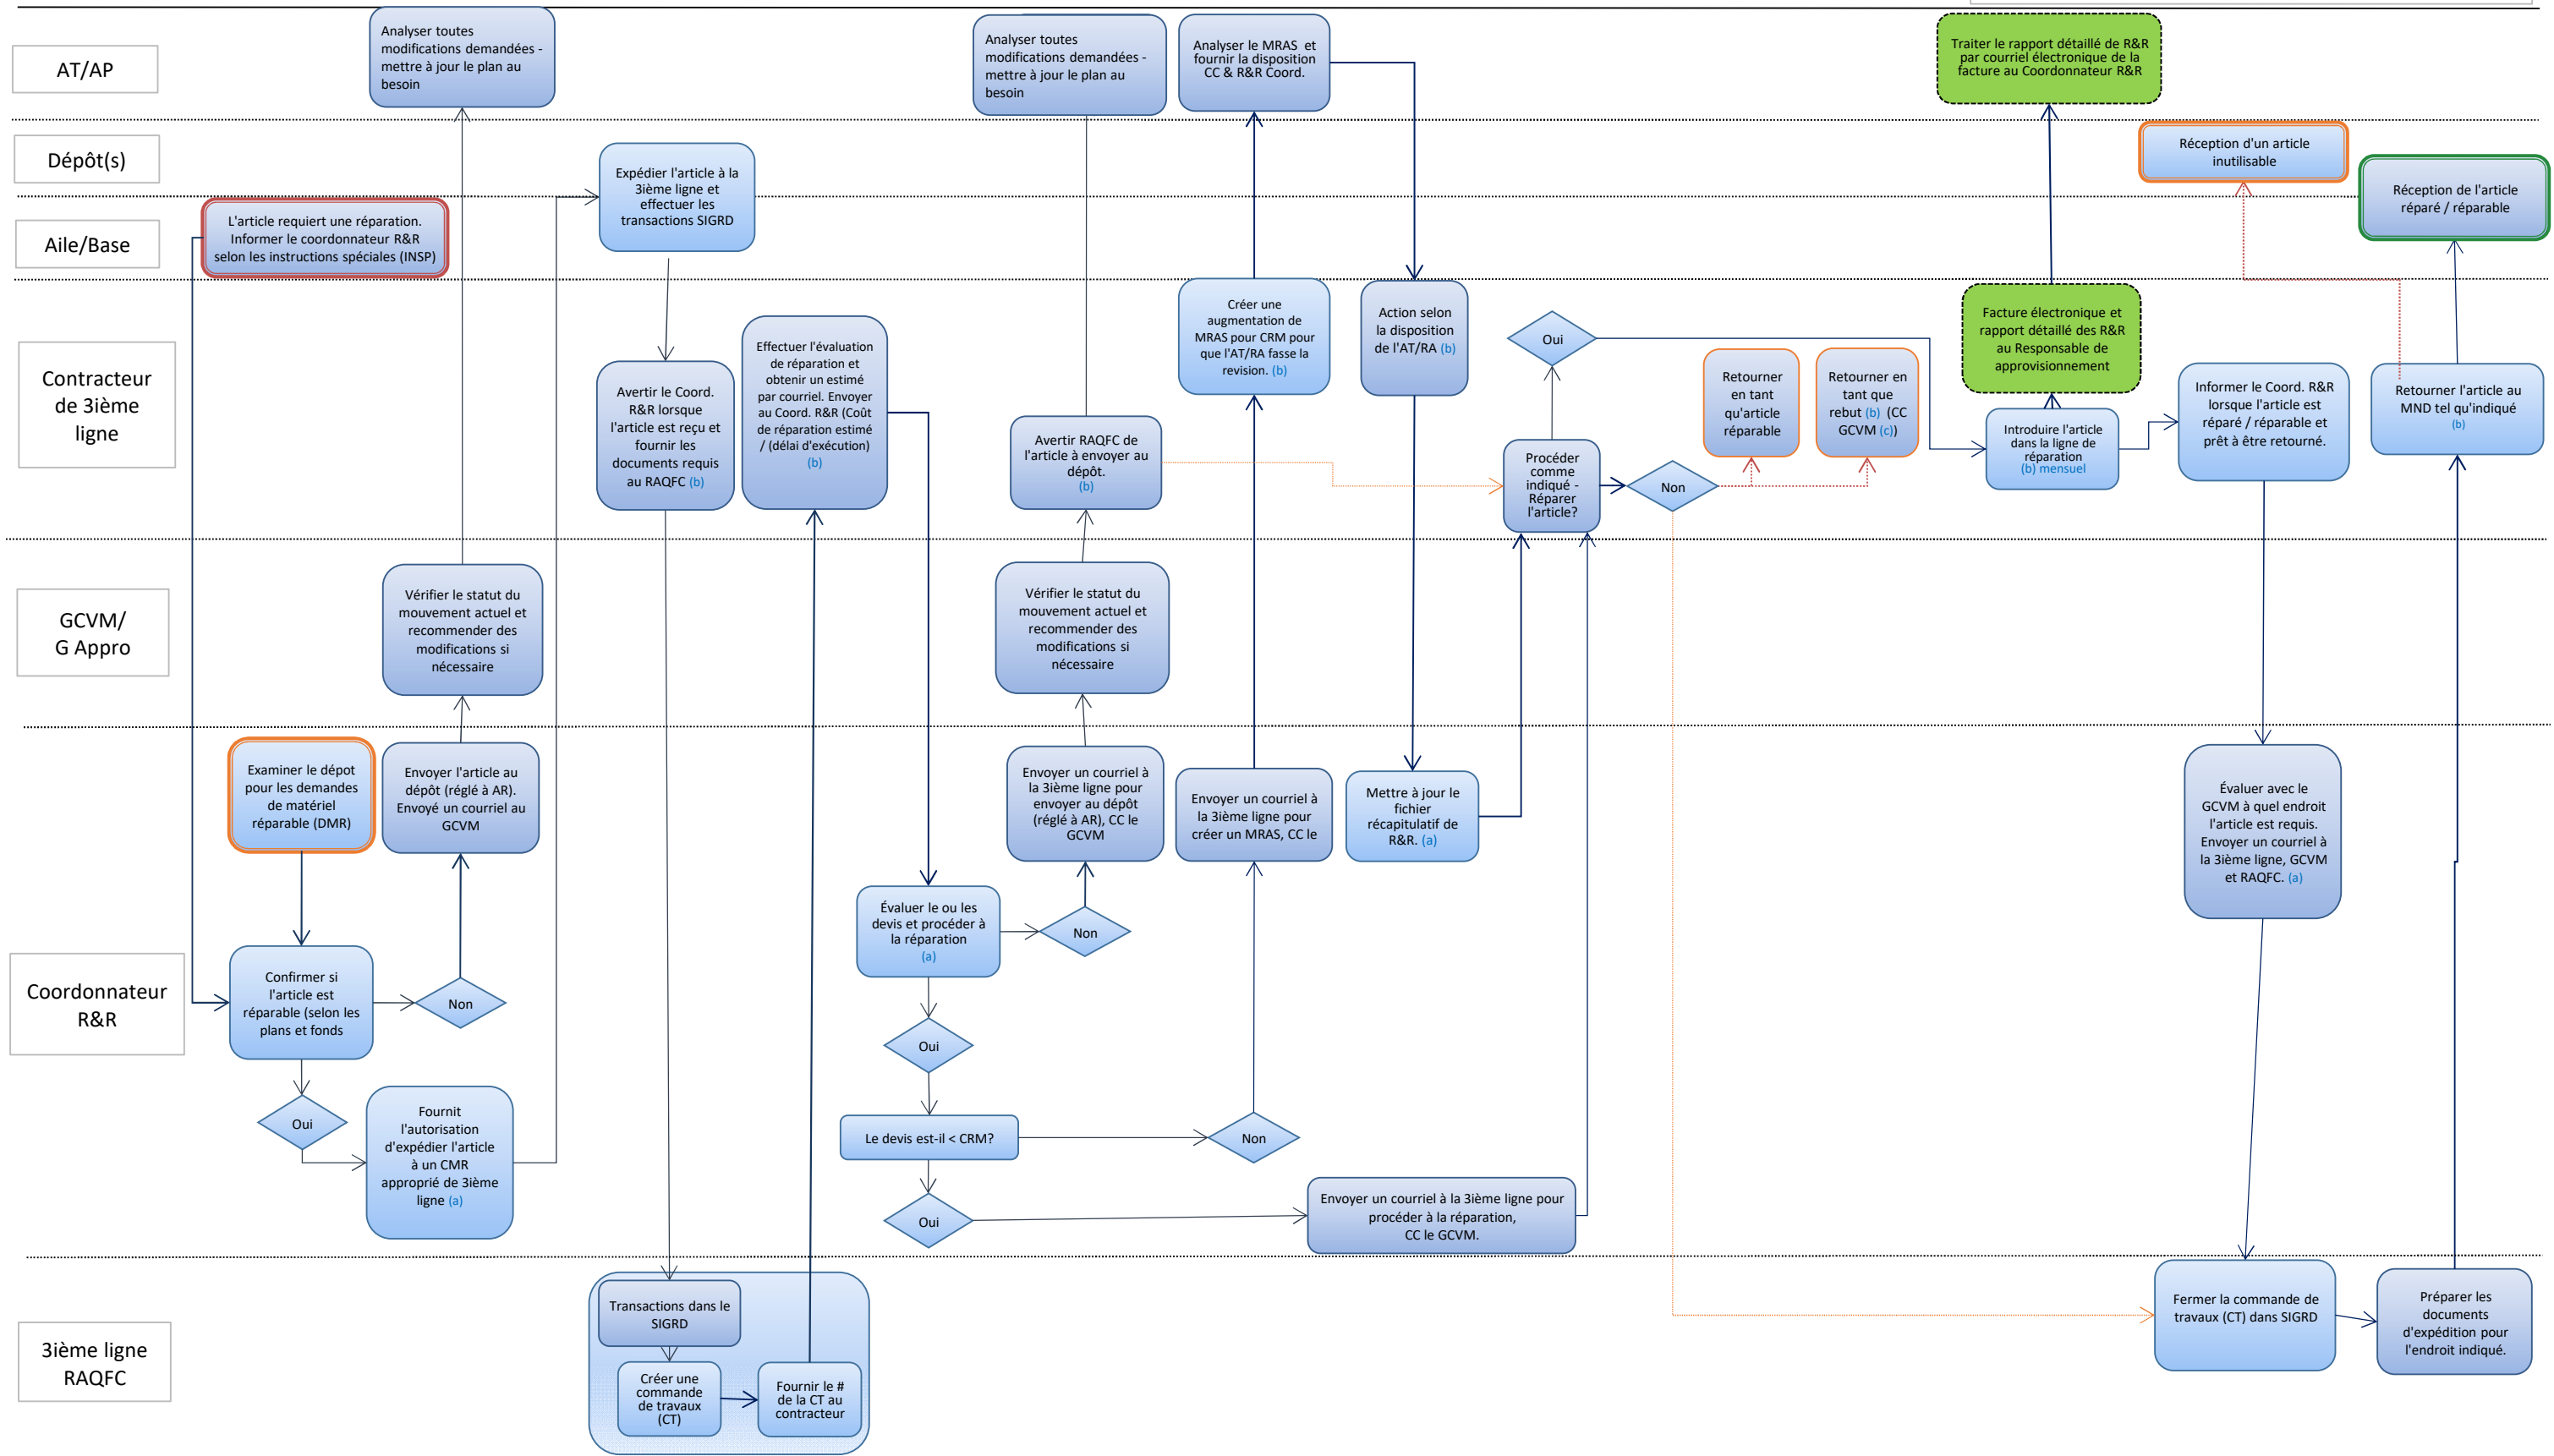 AT/AP
Analyser toutes
modifications demandées -
mettre à jour le plan au
besoin
Analyser toutes
modifications demandées -
mettre à jour le plan au
besoin
Analyser le MRAS et
fournir la disposition
CC & R&R Coord.
Traiter le rapport détaillé de R&R
par courriel électronique de la
facture au Coordonnateur R&R
Dépôt(s)
Expédier l'article à la
3ième ligne et
effectuer les
transactions SIGRD
Réception d'un article
inutilisable
Réception de l'article
réparé / réparable
Aile/Base
L'article requiert une réparation.
Informer le coordonnateur R&R
selon les instructions spéciales (INSP)
Contracteur
de 3ième
ligne
Avertir le Coord.
R&R lorsque
l'article est reçu et
fournir les
documents requis
au RAQFC (b)
Effectuer l'évaluation
de réparation et
obtenir un estimé
par courriel. Envoyer
au Coord. R&R (Coût
de réparation estimé
/ (délai d'exécution)
(b)
Avertir RAQFC de
l'article à envoyer au
dépôt.
(b)
Créer une
augmentation de
MRAS pour CRM pour
que l'AT/RA fasse la
revision. (b)
Action selon
la disposition
de l'AT/RA (b)
Oui
Procéder
comme
indiqué -
Réparer
l'article?
Non
Retourner
en tant
qu'article
réparable
Retourner en
tant que
rebut (b) (CC
GCVM (c))
Facture électronique et
rapport détaillé des R&R
au Responsable de
approvisionnement
Introduire l'article
dans la ligne de
réparation
(b) mensuel
Informer le Coord. R&R
lorsque l'article est
réparé / réparable et
prêt à être retourné.
Retourner l'article au
MND tel qu'indiqué
(b)
GCVM/
G Appro
Vérifier le statut du
mouvement actuel et
recommender des
modifications si
nécessaire
Vérifier le statut du
mouvement actuel et
recommender des
modifications si
nécessaire
Coordonnateur
R&R
Examiner le dépot
pour les demandes
de matériel
réparable (DMR)
Envoyer l'article au
dépôt (réglé à AR).
Envoyé un courriel au
GCVM
Confirmer si
l'article est
réparable (selon les
plans et fonds
Non
Oui
Fournit
l'autorisation
d'expédier l'article
à un CMR
approprié de 3ième
ligne (a)
Évaluer le ou les
devis et procéder à
la réparation
(a)
Non
Oui
Le devis est-il < CRM?
Non
Oui
Envoyer un courriel à
la 3ième ligne pour
envoyer au dépôt
(réglé à AR), CC le
GCVM
Envoyer un courriel à
la 3ième ligne pour
créer un MRAS, CC le
Mettre à jour le
fichier
récapitulatif de
R&R. (a)
Envoyer un courriel à la 3ième ligne pour
procéder à la réparation,
CC le GCVM.
Évaluer avec le
GCVM à quel endroit
l'article est requis.
Envoyer un courriel à
la 3ième ligne, GCVM
et RAQFC. (a)
3ième ligne
RAQFC
Transactions dans le
SIGRD
Créer une
commande
de travaux
(CT)
Fournir le #
de la CT au
contracteur
Fermer la commande de
travaux (CT) dans SIGRD
Préparer les
documents
d'expédition pour
l'endroit indiqué.